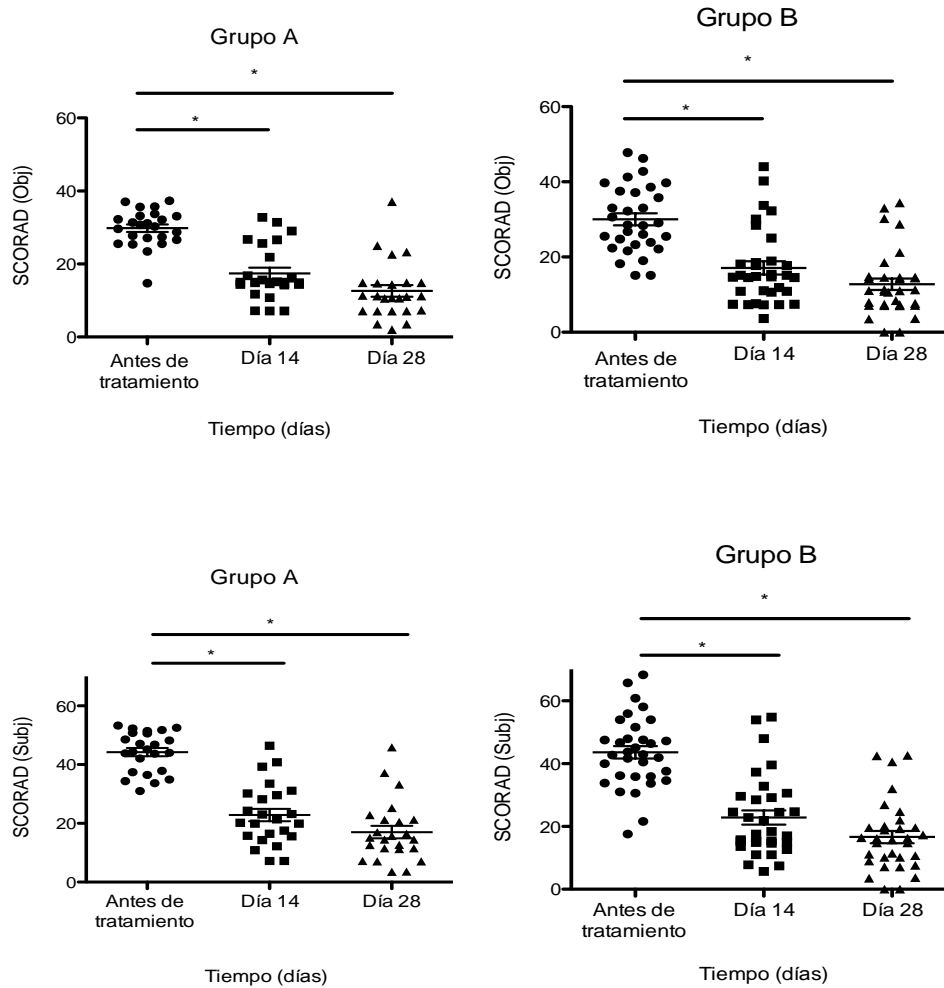 Grupo A
*
*
60
40
20
0
SCORAD (Obj)
Antes de
tratamiento
Día 14
Día 28
Tiempo (días)
Grupo B
*
*
60
40
20
0
SCORAD (Obj)
Antes de
tratamiento
Día 14
Día 28
Tiempo (días)
Grupo A
*
*
60
40
20
0
SCORAD (Subj)
Antes de
tratamiento
Día 14
Día 28
Tiempo (días)
Grupo B
*
*
60
40
20
0
SCORAD (Subj)
Antes de
tratamiento
Día 14
Día 28
Tiempo (días)